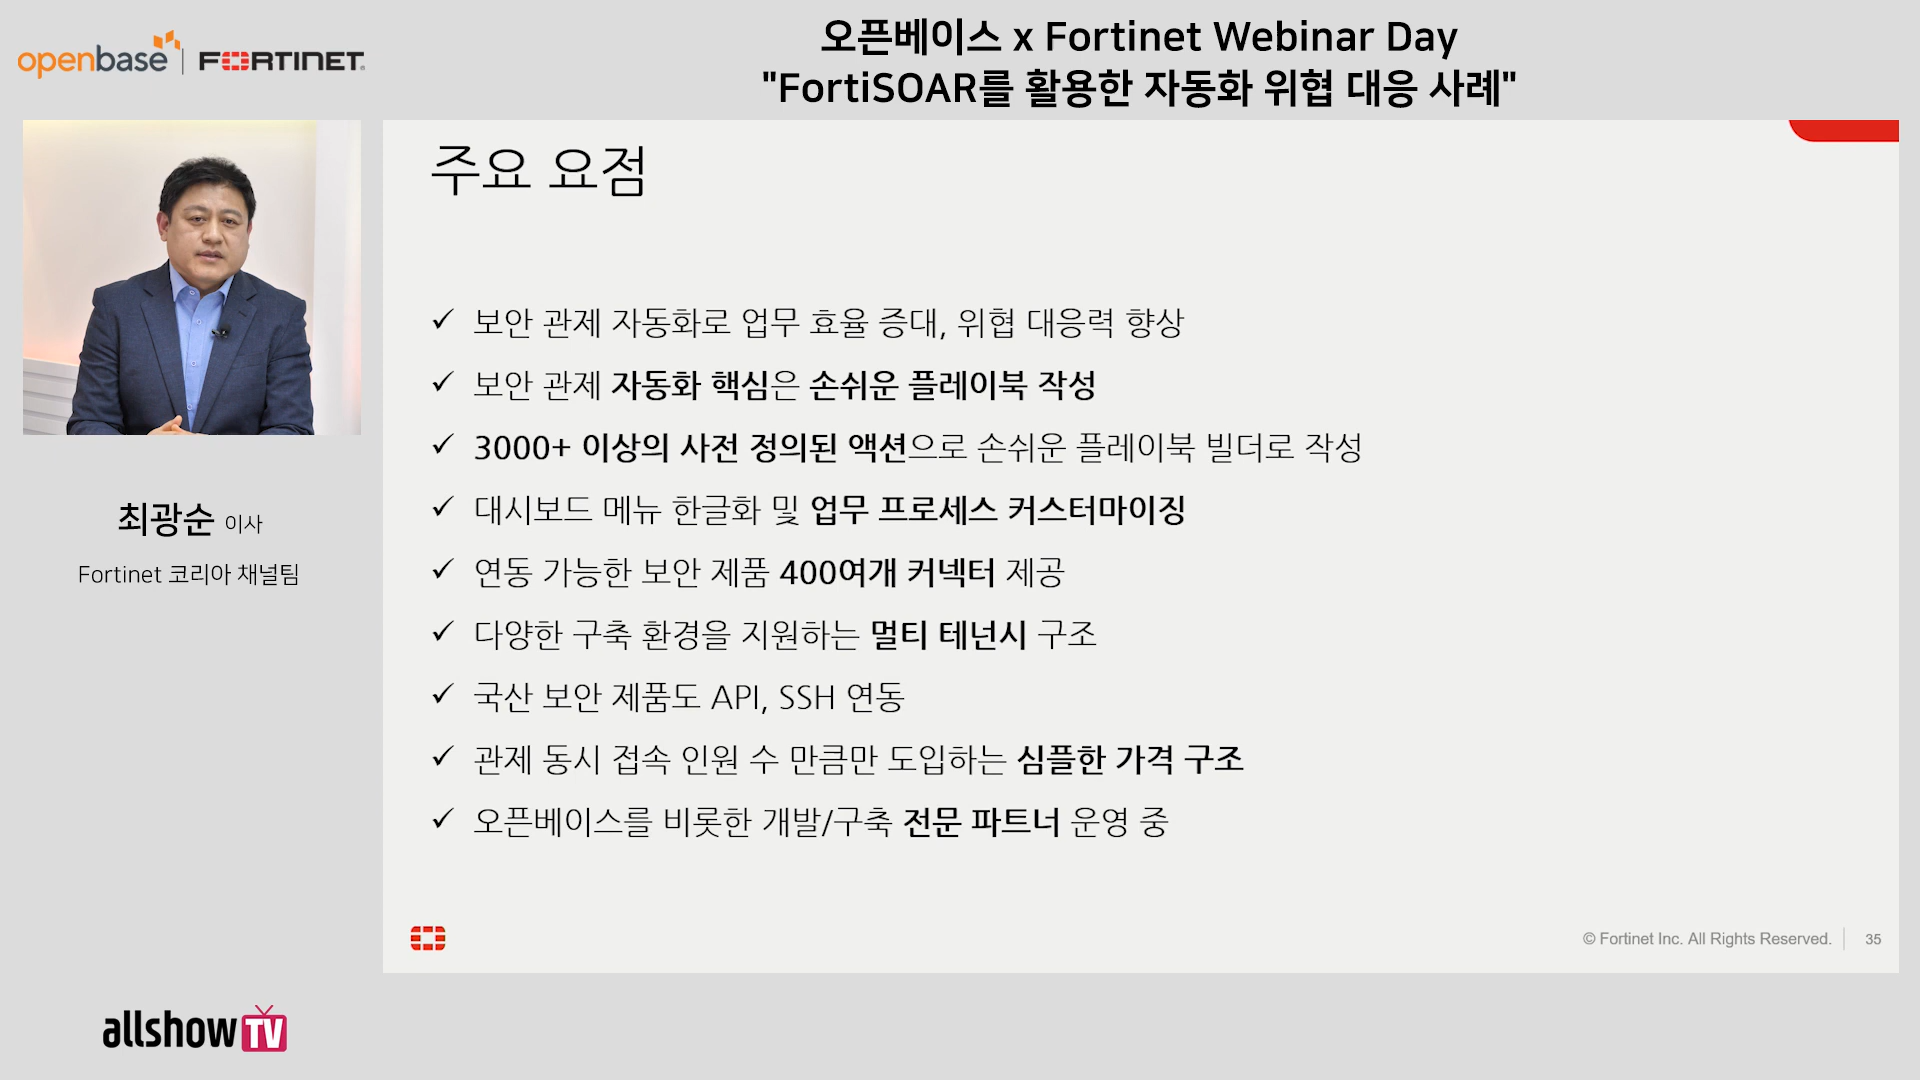 openbase | FORTINET
오픈베이스 x Fortinet Webinar Day
"FortiSOAR를 활용한 자동화 위협 대응 사례"
최광순 이사
Fortinet 코리아 채널팀
주요 요점
✓ 보안 관제 자동화로 업무 효율 증대, 위협 대응력 향상
✓ 보안 관제 자동화 핵심은 손쉬운 플레이북 작성
✓ 3000+ 이상의 사전 정의된 액션으로 손쉬운 플레이북 빌더로 작성
✓ 대시보드 메뉴 한글화 및 업무 프로세스 커스터마이징
✓ 연동 가능한 보안 제품 400여개 커넥터 제공
✓ 다양한 구축 환경을 지원하는 멀티 테넌시 구조
✓ 국산 보안 제품도 API, SSH 연동
✓ 관제 동시 접속 인원 수 만큼만 도입하는 심플한 가격 구조
✓ 오픈베이스를 비롯한 개발/구축 전문 파트너 운영 중
© Fortinet Inc. All Rights Reserved. | 35
allshow TV